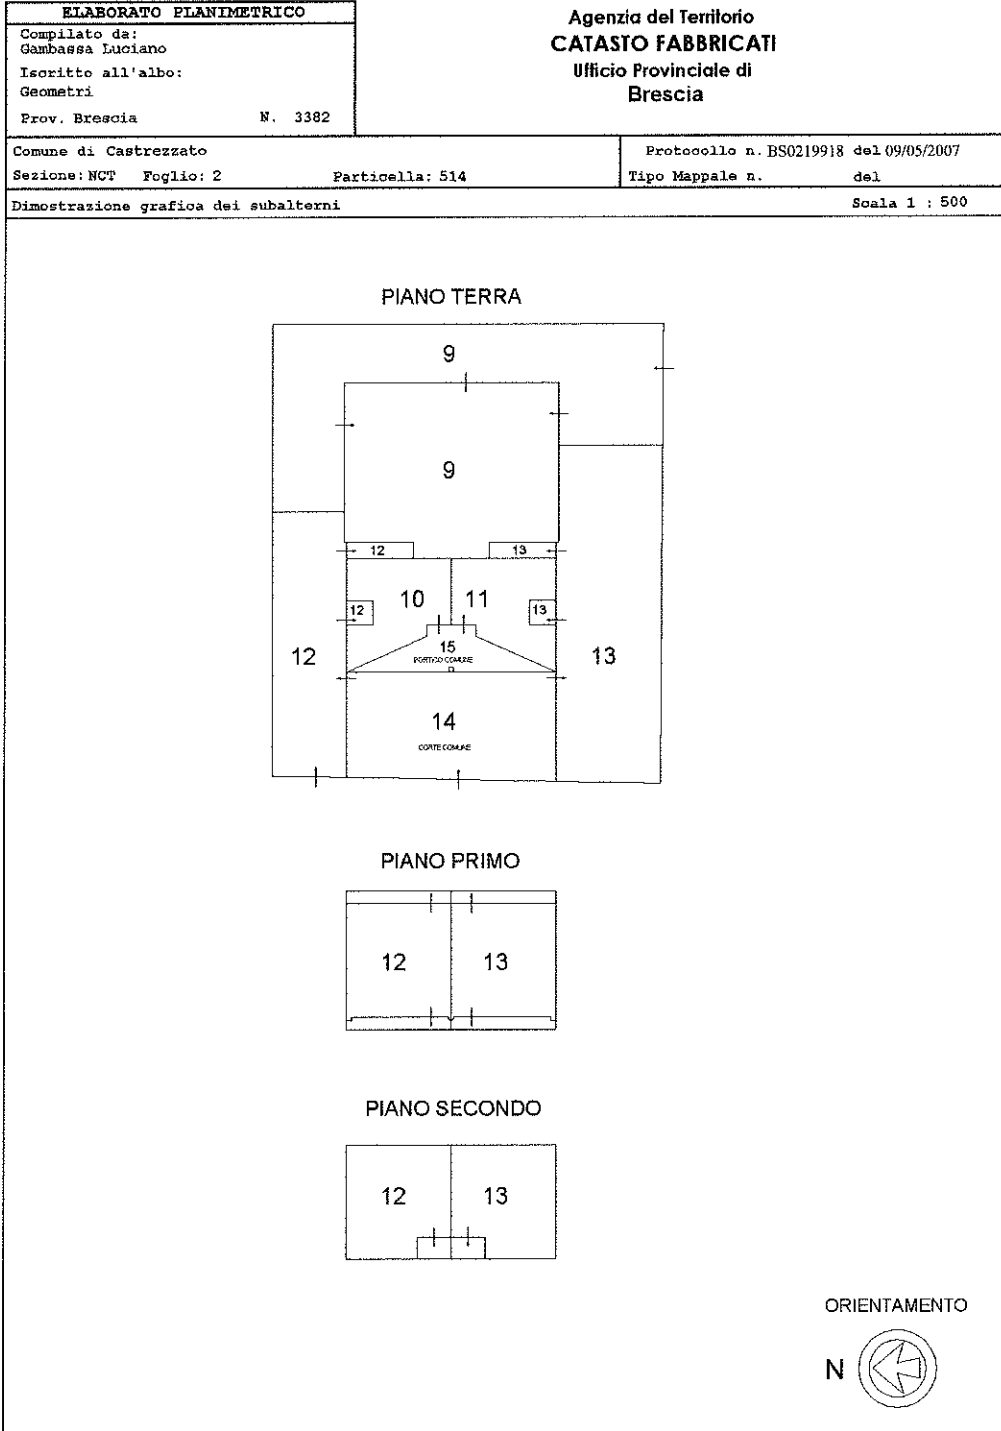 ELABORATO PLANIMETRICO
Compilato da:
Gambassa Luciano
Iscritto all'albo:
Geometri
Prov. Brescia N. 3382
Agenzia del Territorio
CATASTO FABBRICATI
Ufficio Provinciale di
Brescia
Comune di Castrezzato
Sezione: NCT Foglio: 2 Particella: 514
Protocollo n. BS0219918 del 09/05/2007
Tipo Mappale n. del
Dimostrazione grafica dei subalterni Scala 1 : 500
PIANO TERRA
9
9
12 13
10 11
12 13
15
PORTICO COMUNE
12 13
14
CORTE COMUNE
PIANO PRIMO
12 13
PIANO SECONDO
12 13
ORIENTAMENTO
N